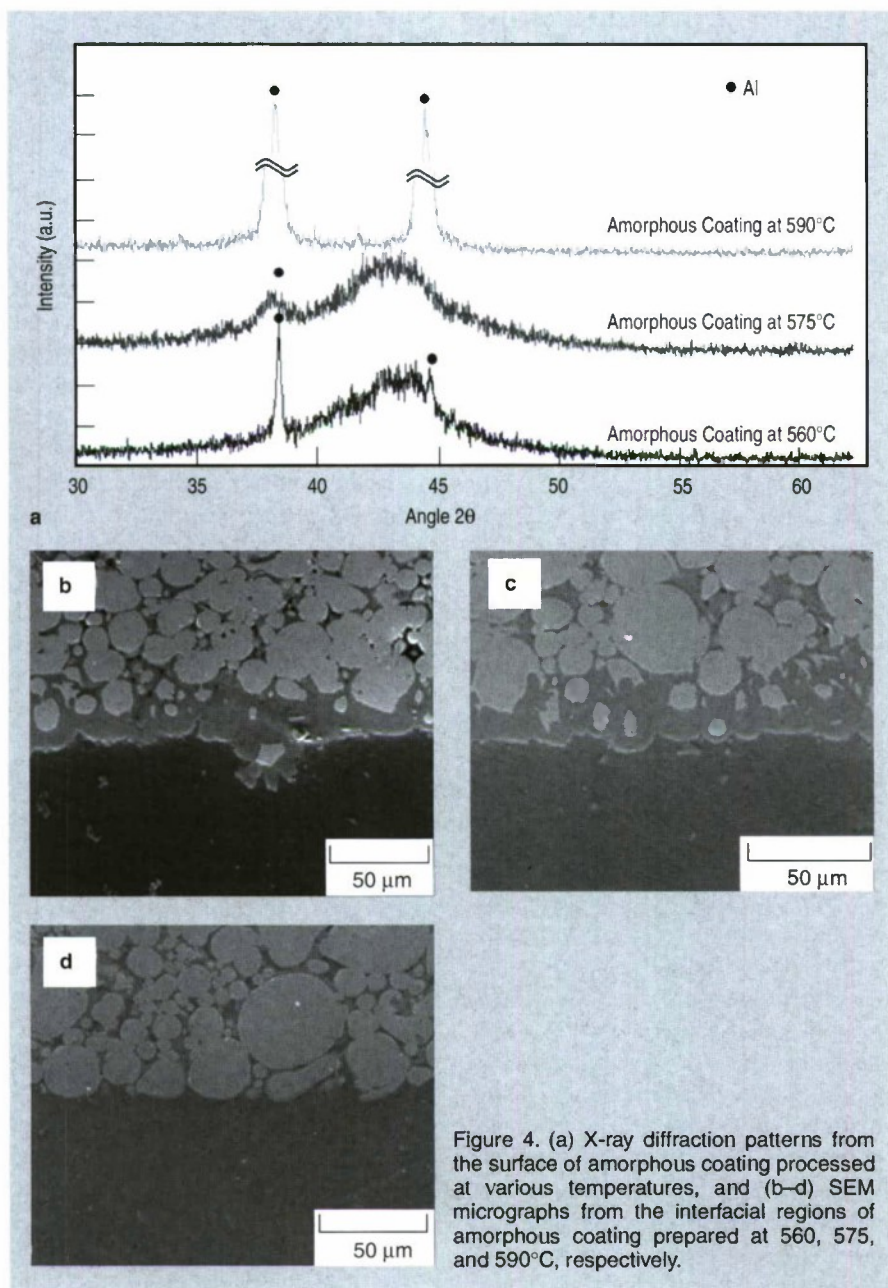 ● Al
Intensity (a.u.)
Amorphous Coating at 590°C
Amorphous Coating at 575°C
Amorphous Coating at 560°C
30 35 40 45 50 55 60
Angle 2θ
a
b
50 µm
c
50 µm
d
50 µm
Figure 4. (a) X-ray diffraction patterns from
the surface of amorphous coating processed
at various temperatures, and (b–d) SEM
micrographs from the interfacial regions of
amorphous coating prepared at 560, 575,
and 590°C, respectively.